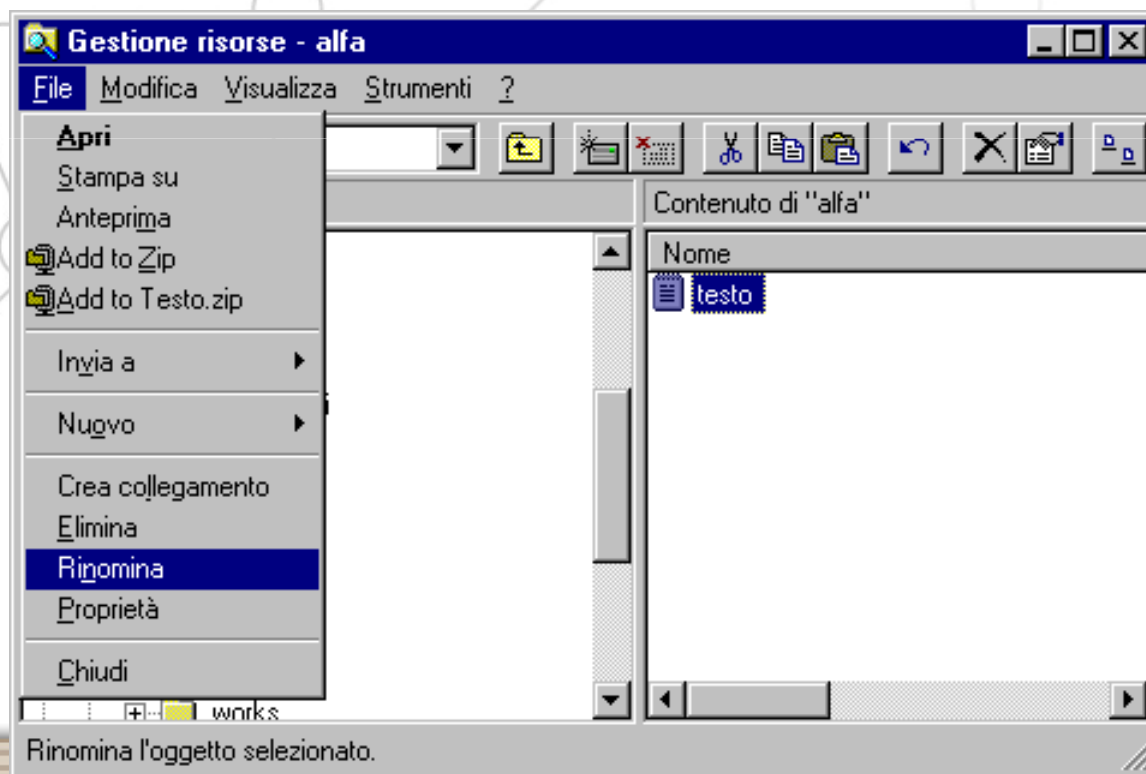 Gestione risorse - alfa
File Modifica Visualizza Strumenti ?
Apri
Stampa su
Anteprima
Add to Zip
Add to Testo.zip
Invia a
Nuovo
Crea collegamento
Elimina
Rinomina
Proprietà
Chiudi
works
Contenuto di "alfa"
Nome
testo
Rinomina l'oggetto selezionato.